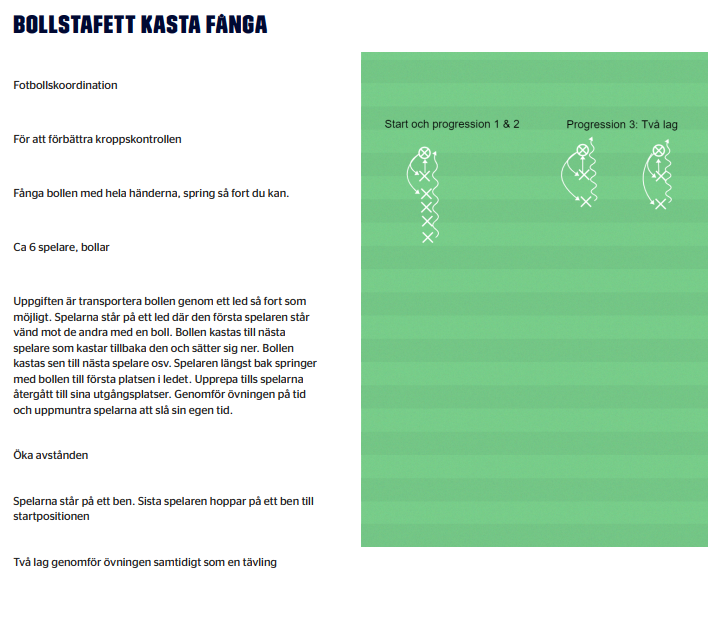 BOLLSTAFETT KASTA FÅNGA
Fotbollskoordination
För att förbättra kroppskontrollen
Fånga bollen med hela händerna, spring så fort du kan.
Ca 6 spelare, bollar
Uppgiften är transportera bollen genom ett led så fort som
möjligt. Spelarna står på ett led där den första spelaren står
vänd mot de andra med en boll. Bollen kastas till nästa
spelare som kastar tillbaka den och sätter sig ner. Bollen
kastas sen till nästa spelare osv. Spelaren längst bak springer
med bollen till första platsen i ledet. Upprepa tills spelarna
återgått till sina utgångsplatser. Genomför övningen på tid
och uppmuntra spelarna att slå sin egen tid.
Öka avstånden
Spelarna står på ett ben. Sista spelaren hoppar på ett ben till
startpositionen
Två lag genomför övningen samtidigt som en tävling
Start och progression 1 & 2
Progression 3: Två lag